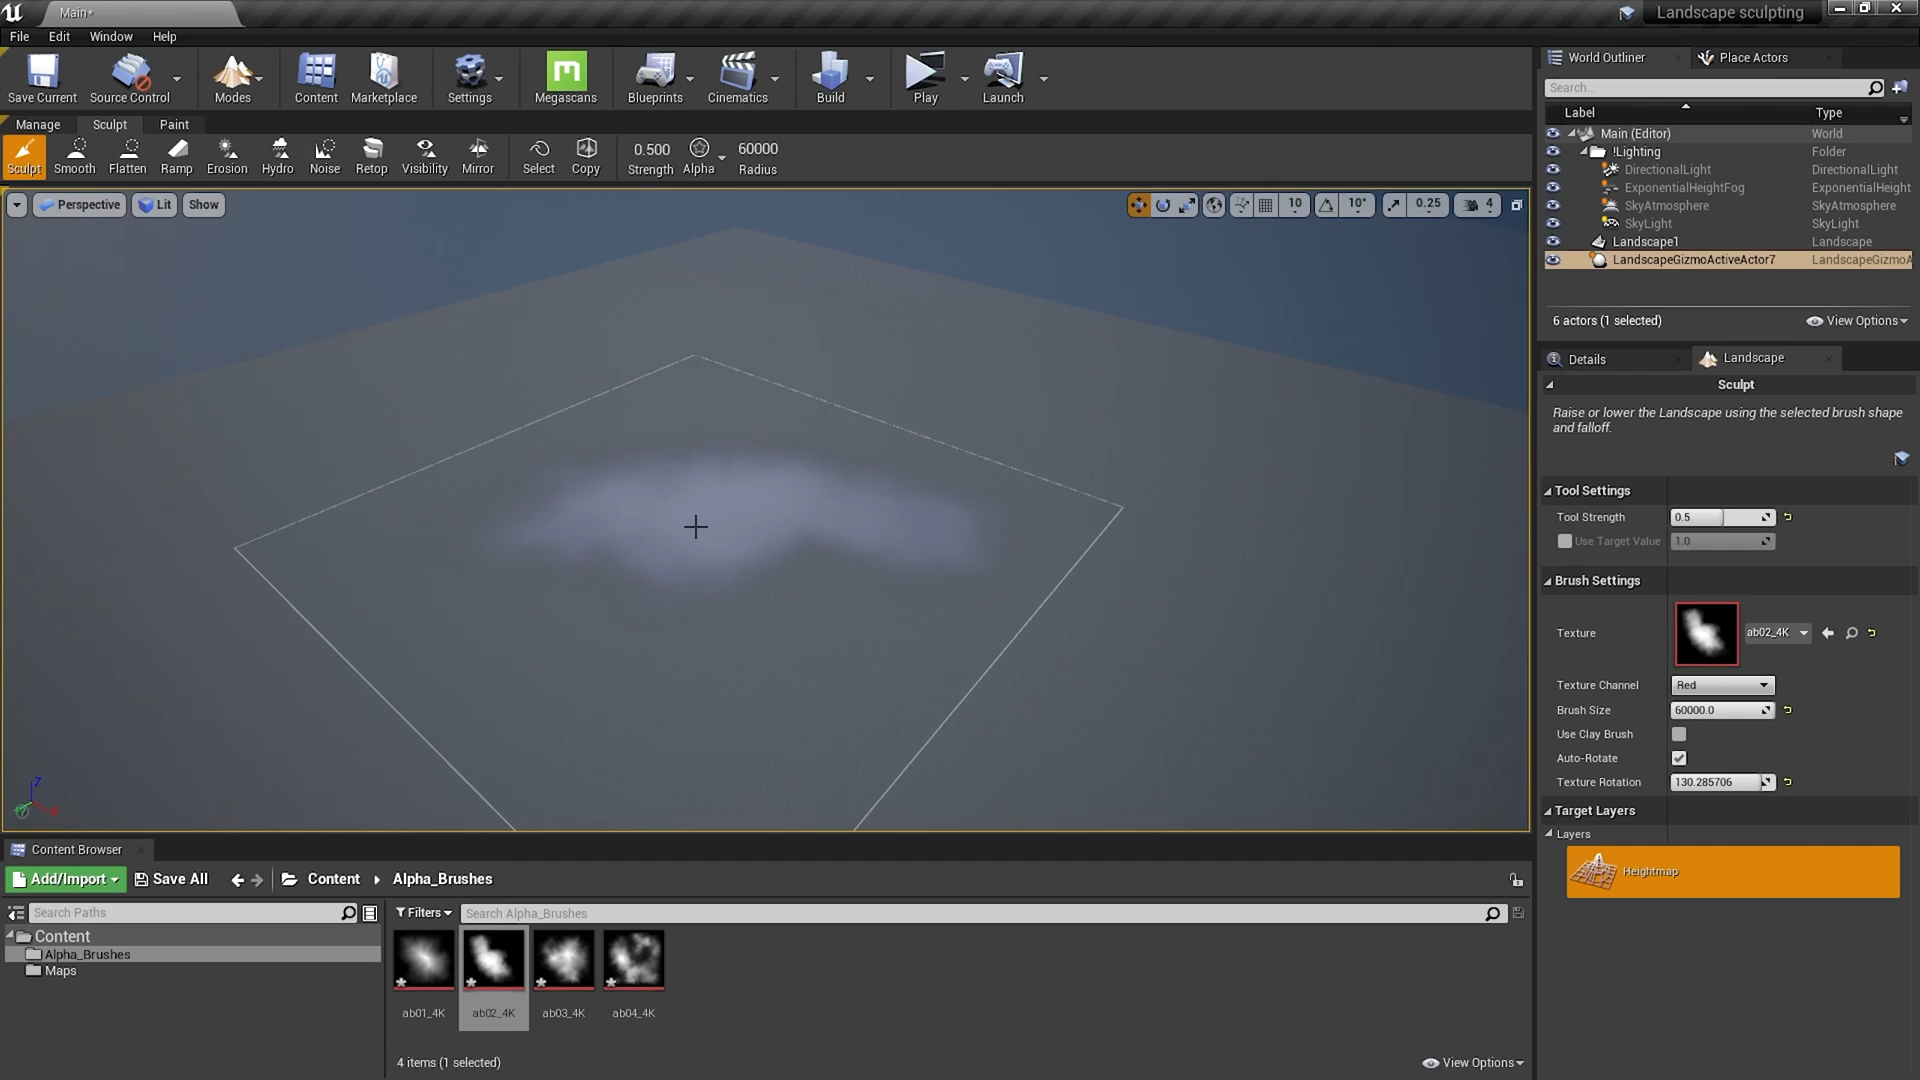 Main*
Landscape sculpting
File Edit Window Help
Save Current Source Control Modes Content Marketplace Settings Megascans Blueprints Cinematics Build Play Launch
Manage Sculpt Paint
Sculpt Smooth Flatten Ramp Erosion Hydro Noise Retop Visibility Mirror Select Copy 0.500 Strength Alpha 60000 Radius
Perspective Lit Show
10 10° 0.25 4
Z
World Outliner Place Actors
Search...
Label Type
Main (Editor) World
!Lighting Folder
DirectionalLight DirectionalLight
ExponentialHeightFog ExponentialHeight
SkyAtmosphere SkyAtmosphere
SkyLight SkyLight
Landscape1 Landscape
LandscapeGizmoActiveActor7 LandscapeGizmoA
6 actors (1 selected) View Options
Details Landscape
Sculpt
Raise or lower the Landscape using the selected brush shape
and falloff.
Tool Settings
Tool Strength 0.5
Use Target Value 1.0
Brush Settings
Texture ab02_4K
Texture Channel Red
Brush Size 60000.0
Use Clay Brush
Auto-Rotate
Texture Rotation 130.285706
Target Layers
Layers
Heightmap
Content Browser
Add/Import Save All Content Alpha_Brushes
Search Paths
Filters Search Alpha_Brushes
Content
Alpha_Brushes
Maps
ab01_4K ab02_4K ab03_4K ab04_4K
4 items (1 selected) View Options